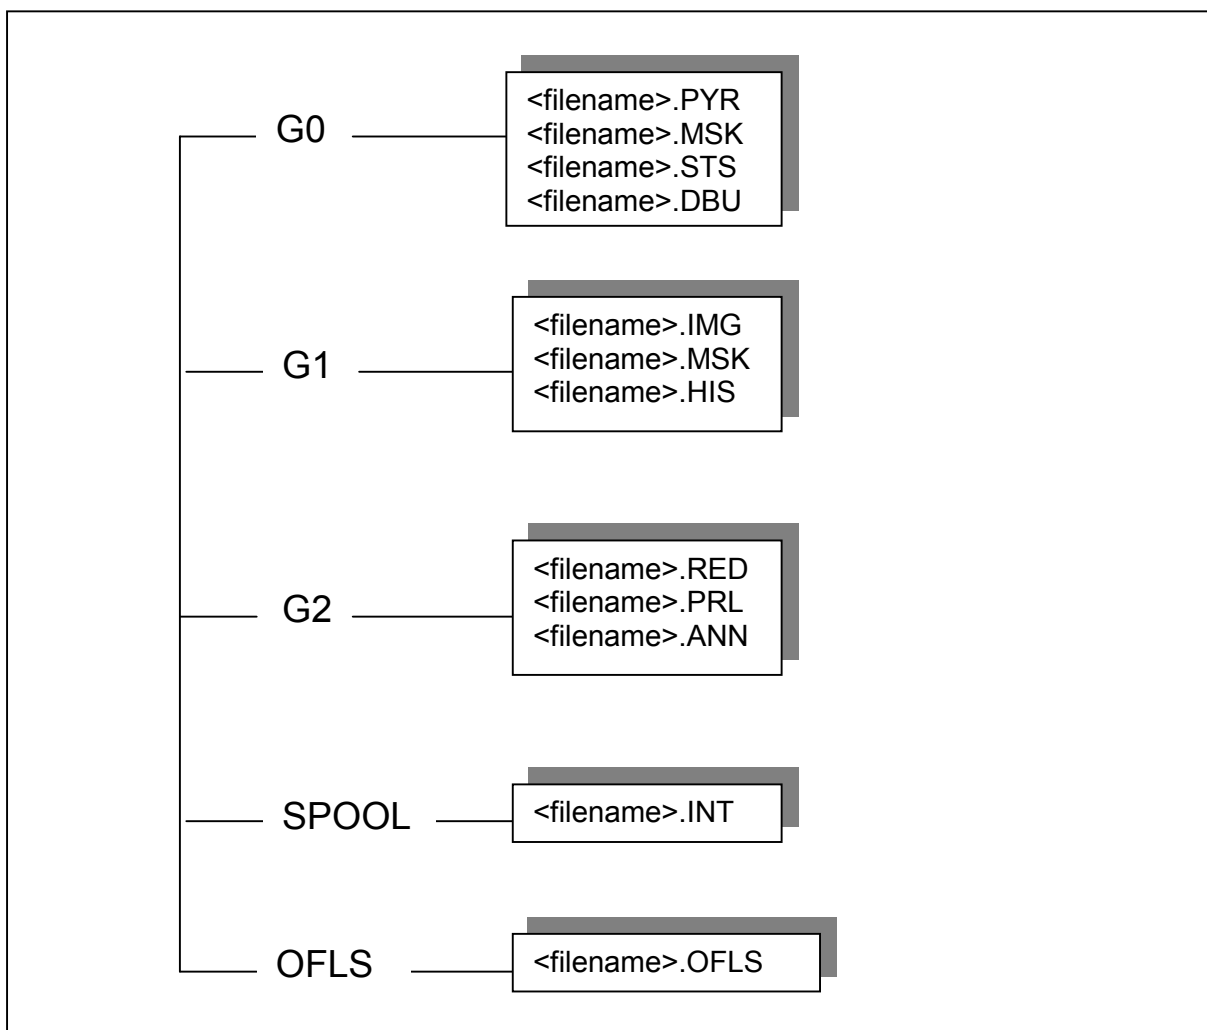 G0
<filename>.PYR
<filename>.MSK
<filename>.STS
<filename>.DBU
G1
<filename>.IMG
<filename>.MSK
<filename>.HIS
G2
<filename>.RED
<filename>.PRL
<filename>.ANN
SPOOL
<filename>.INT
OFLS
<filename>.OFLS